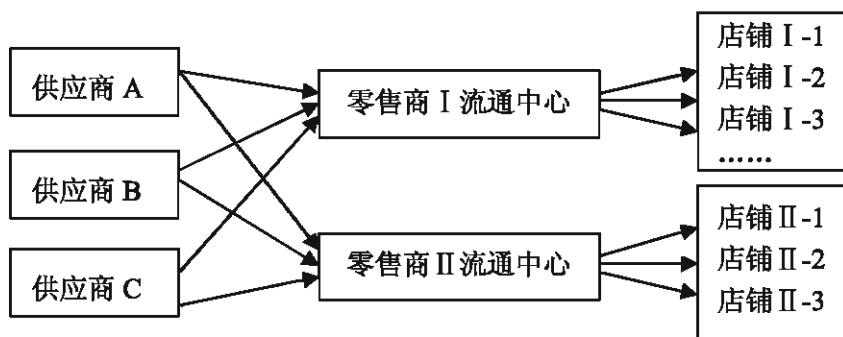 供应商 A
供应商 B
供应商 C
零售商Ⅰ流通中心
零售商Ⅱ流通中心
店铺Ⅰ-1
店铺Ⅰ-2
店铺Ⅰ-3
……
店铺Ⅱ-1
店铺Ⅱ-2
店铺Ⅱ-3